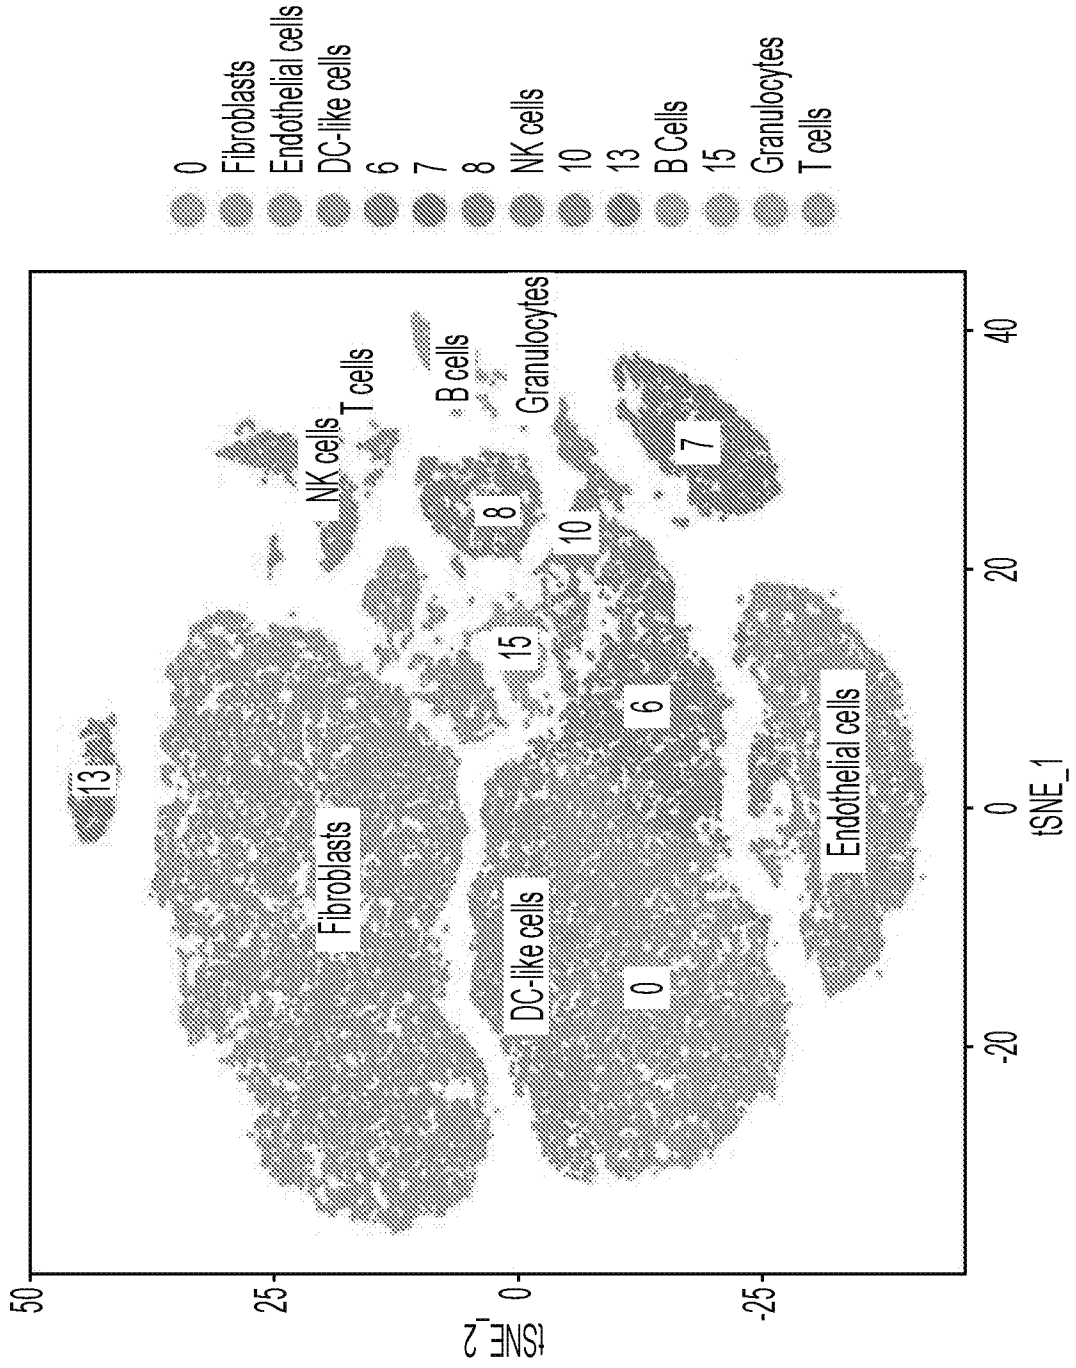 50
25
0
-25
tSNE_2
-20
0
20
40
tSNE_1
13
Fibroblasts
NK cells
T cells
B cells
Granulocytes
8
10
15
7
6
DC-like cells
0
Endothelial cells
0
Fibroblasts
Endothelial cells
DC-like cells
6
7
8
NK cells
10
13
B Cells
15
Granulocytes
T cells